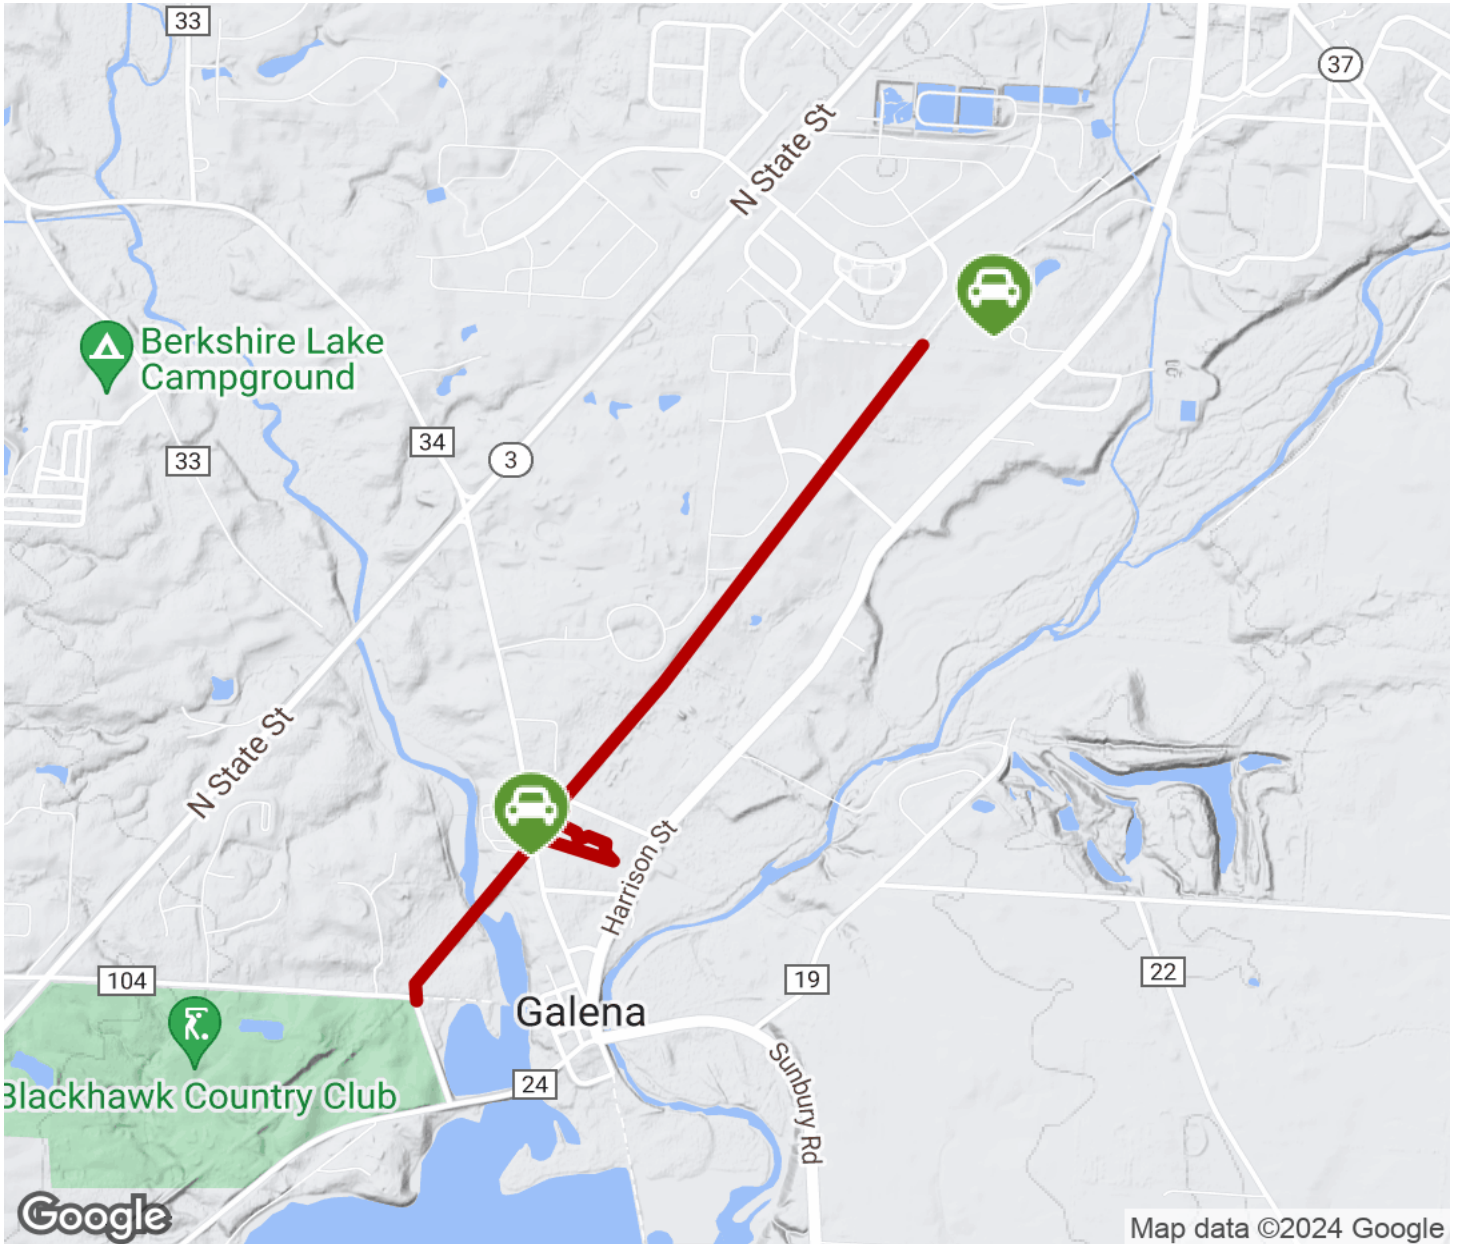 33
37
N State St
Berkshire Lake
Campground
34
3
33
N State St
Harrison St
104
19
22
Galena
Blackhawk Country Club
24
Sunbury Rd
Google
Map data ©2024 Google